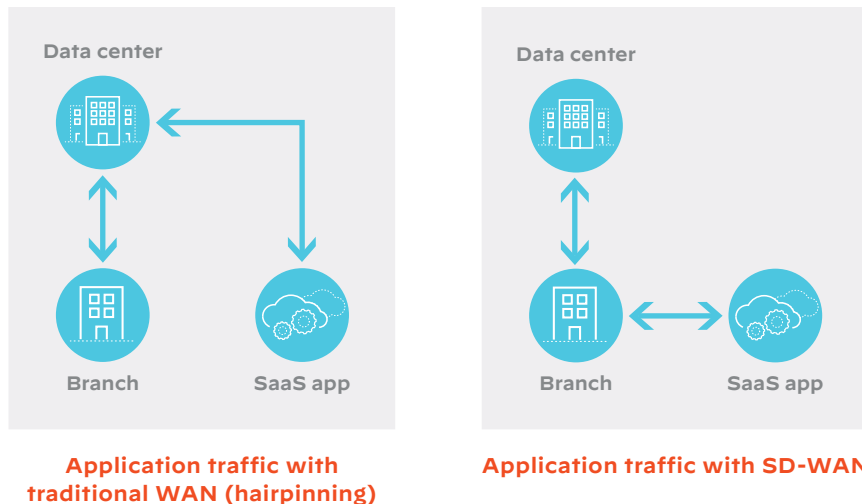 Data center
Branch
SaaS app
Application traffic with
traditional WAN (hairpinning)
Data center
Branch
SaaS app
Application traffic with SD-WAN